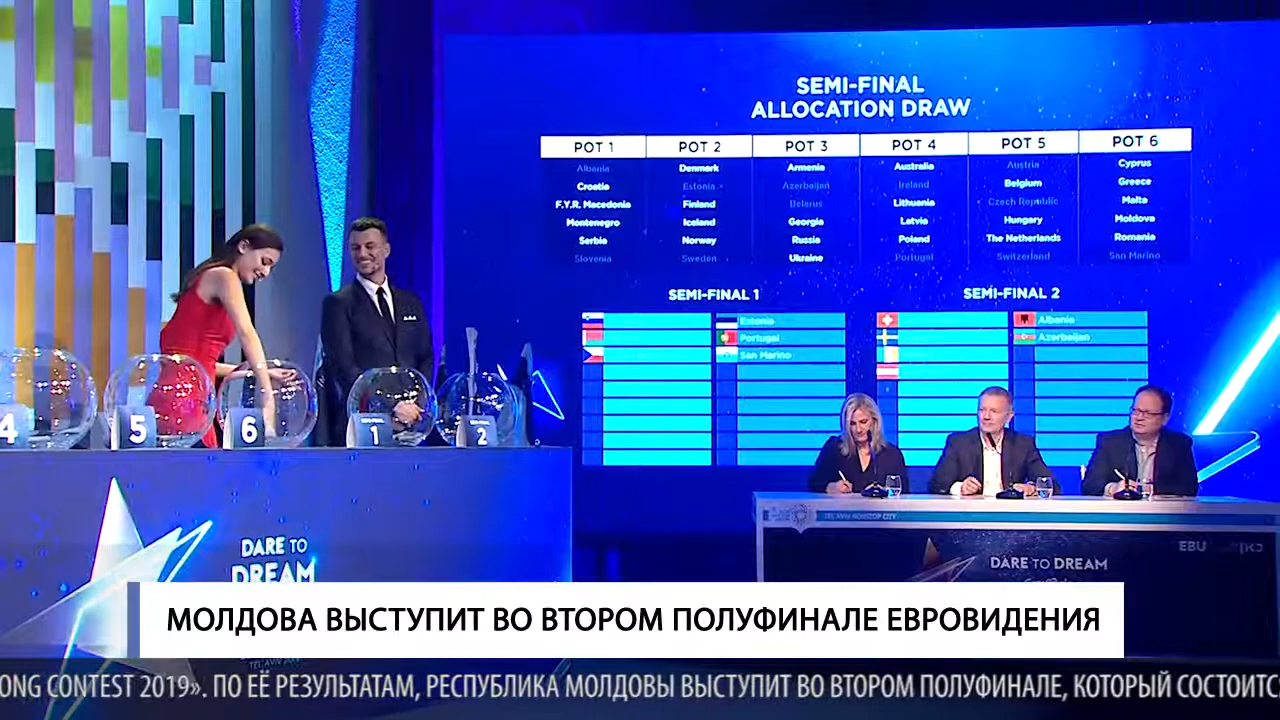 SEMI-FINAL
ALLOCATION DRAW
POT 1 POT 2 POT 3 POT 4 POT 5 POT 6
Albania Denmark Armenia Australia Austria Cyprus
Croatia Estonia Azerbaijan Ireland Belgium Greece
F.Y.R. Macedonia Finland Belarus Lithuania Czech Republic Malta
Montenegro Iceland Georgia Latvia Hungary Moldova
Serbia Norway Russia Poland The Netherlands Romania
Slovenia Sweden Ukraine Portugal Switzerland San Marino
SEMI-FINAL 1 SEMI-FINAL 2
Estonia Albania
Portugal Azerbaijan
San Marino
4 5 6 1 2
TEL AVIV NONSTOP CITY
EBU
DARE TO DREAM
DARE TO
DREAM
МОЛДОВА ВЫСТУПИТ ВО ВТОРОМ ПОЛУФИНАЛЕ ЕВРОВИДЕНИЯ
ONG CONTEST 2019». ПО ЕЁ РЕЗУЛЬТАТАМ, РЕСПУБЛИКА МОЛДОВЫ ВЫСТУПИТ ВО ВТОРОМ ПОЛУФИНАЛЕ, КОТОРЫЙ СОСТОИТС